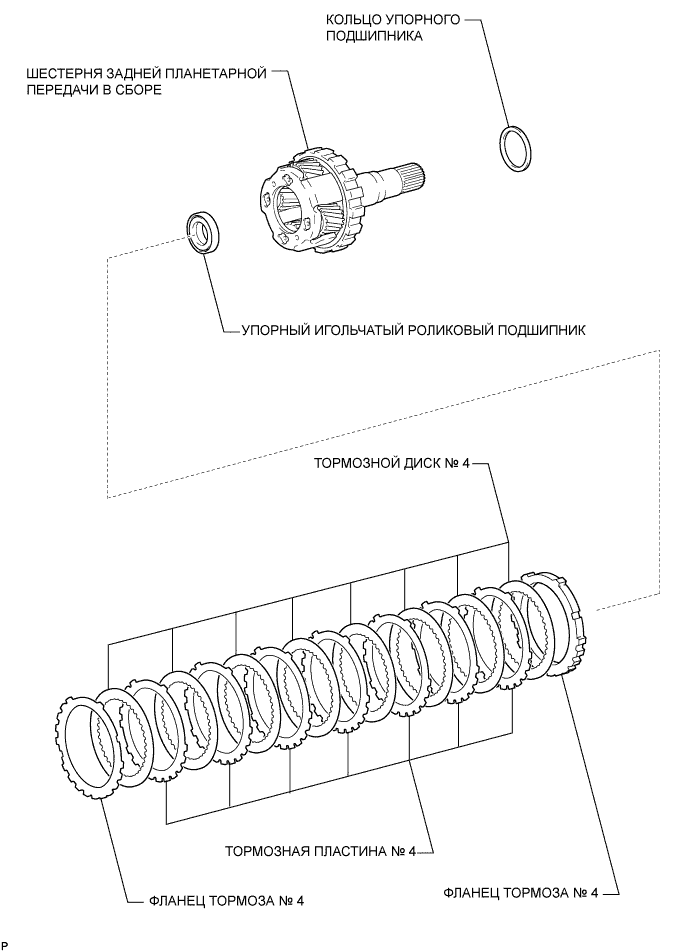 КОЛЬЦО УПОРНОГО
ПОДШИПНИКА
ШЕСТЕРНЯ ЗАДНЕЙ ПЛАНЕТАРНОЙ
ПЕРЕДАЧИ В СБОРЕ
УПОРНЫЙ ИГОЛЬЧАТЫЙ РОЛИКОВЫЙ ПОДШИПНИК
ТОРМОЗНОЙ ДИСК № 4
ТОРМОЗНАЯ ПЛАСТИНА № 4
ФЛАНЕЦ ТОРМОЗА № 4
ФЛАНЕЦ ТОРМОЗА № 4
P